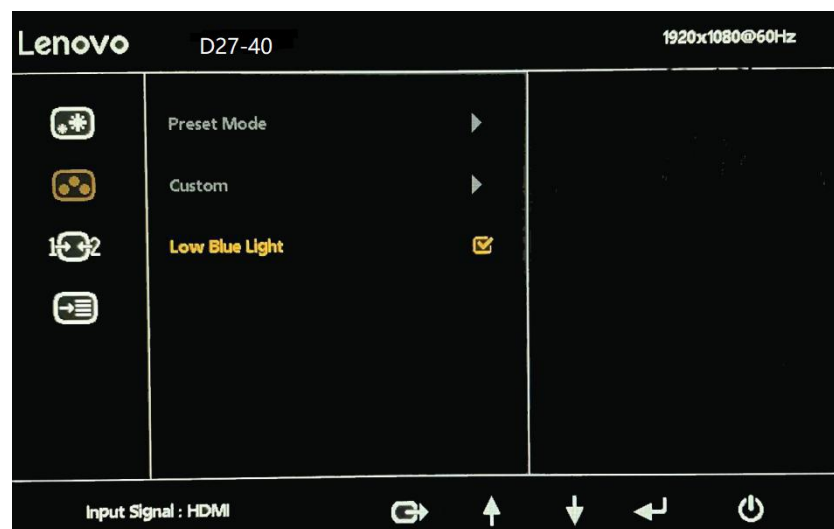 Lenovo D27-40 1920x1080@60Hz
Preset Mode
Custom
1 2
Low Blue Light
Input Signal : HDMI